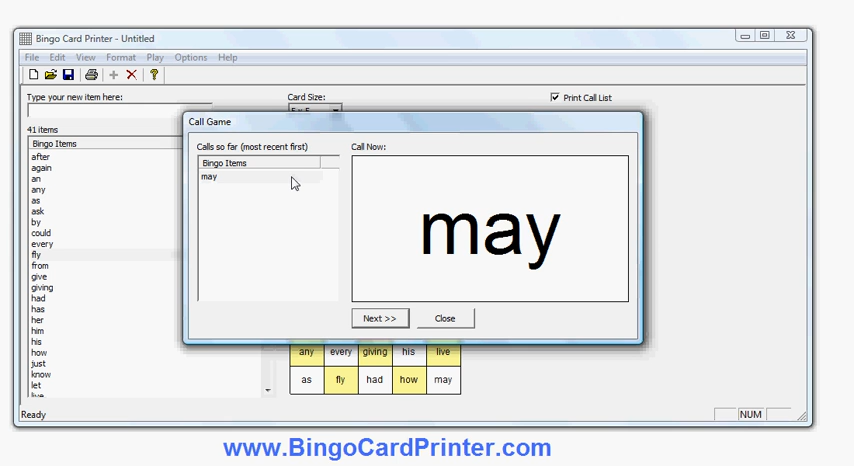 Bingo Card Printer - Untitled
File Edit View Format Play Options Help
Type your new item here:
Card Size:
Print Call List
41 items
Bingo Items
after
again
an
any
as
ask
by
could
every
fly
from
give
giving
had
has
her
him
his
how
just
know
let
live
Call Game
Calls so far (most recent first)
Call Now:
Bingo Items
may
may
Next >> Close
any every giving his live
as fly had how may
Ready
NUM
www.BingoCardPrinter.com